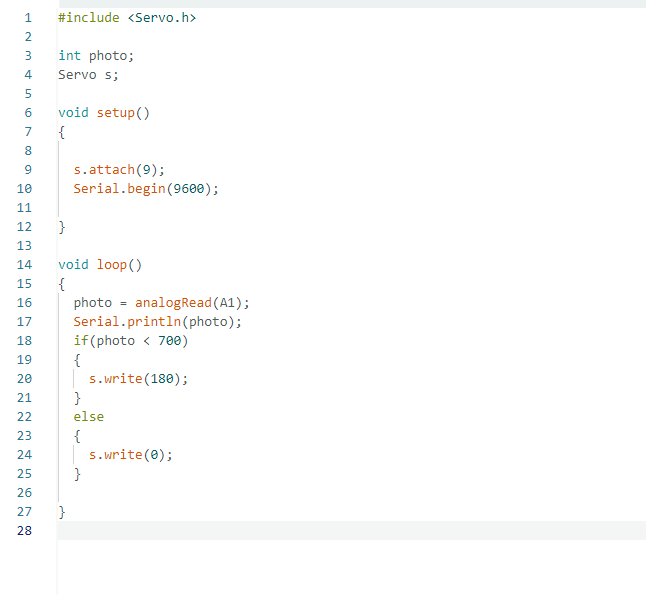 1 #include <Servo.h>
2
3 int photo;
4 Servo s;
5
6 void setup()
7 {
8
9   s.attach(9);
10   Serial.begin(9600);
11
12 }
13
14 void loop()
15 {
16   photo = analogRead(A1);
17   Serial.println(photo);
18   if(photo < 700)
19   {
20     s.write(180);
21   }
22   else
23   {
24     s.write(0);
25   }
26
27 }
28